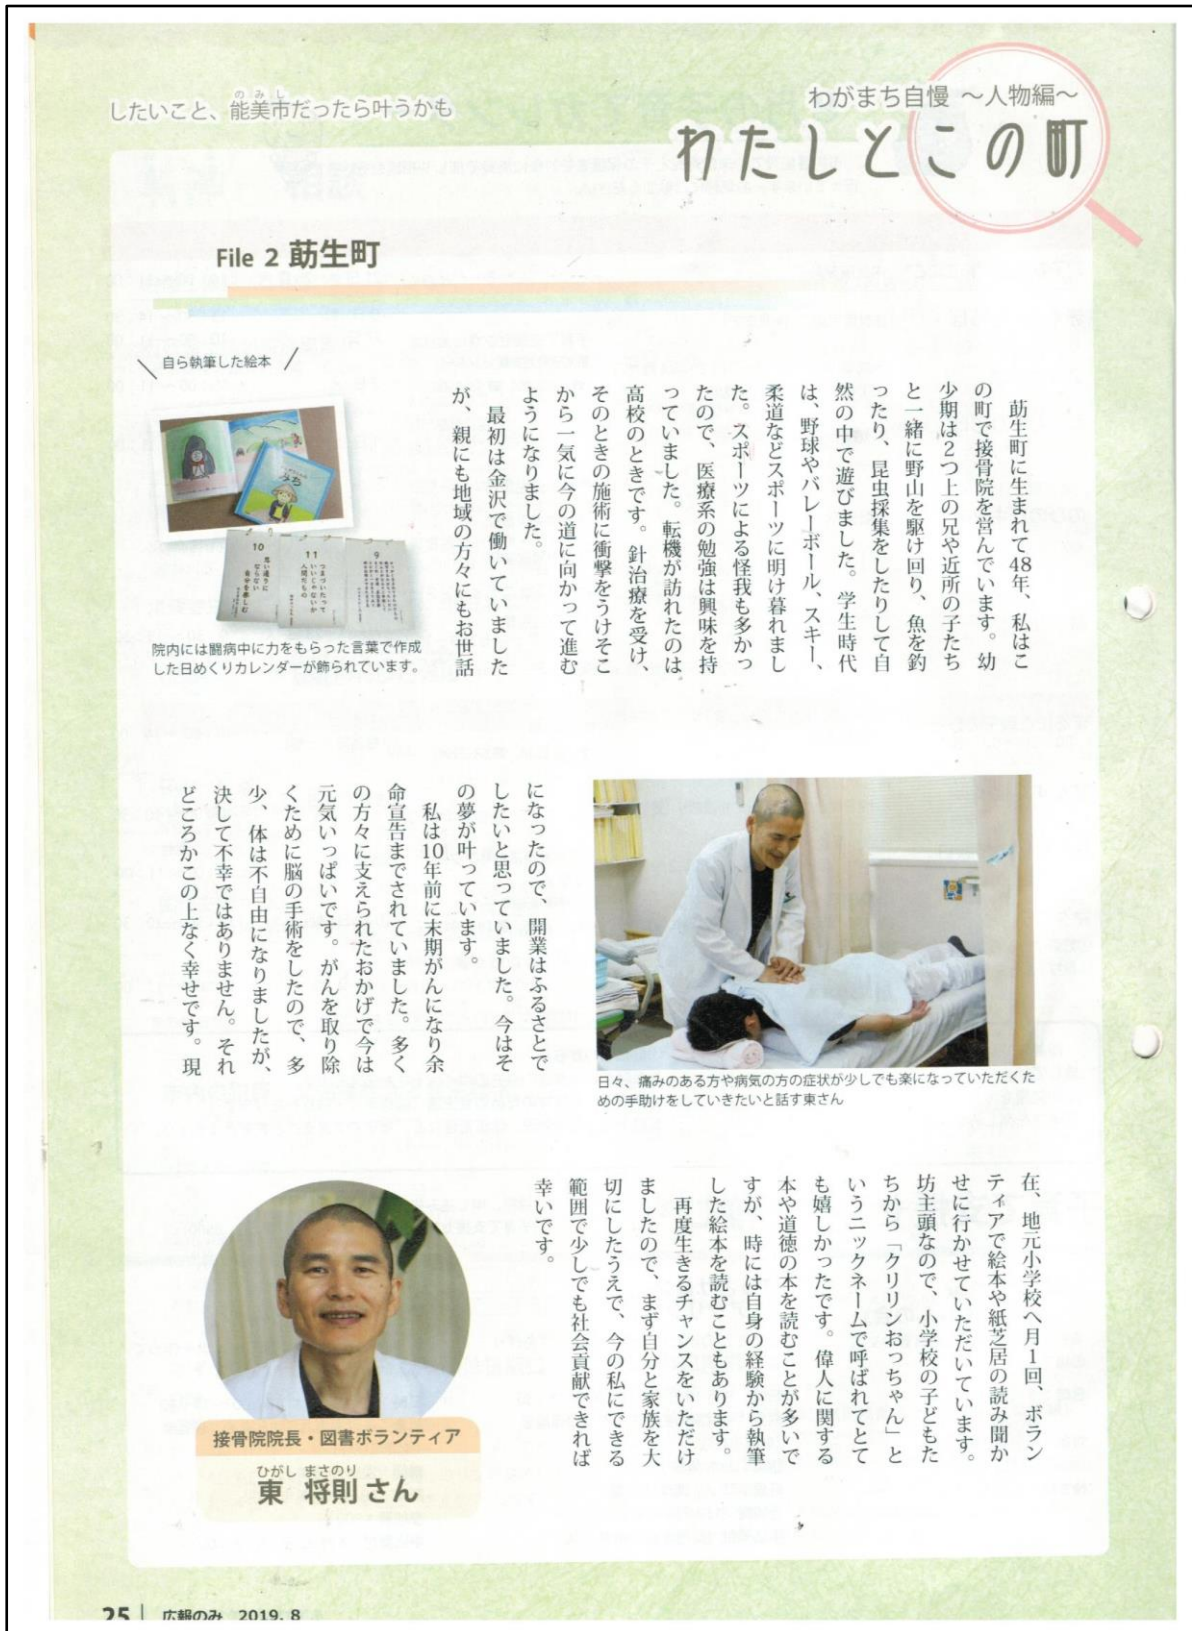 したいこと、能美市だったら叶うかも
わがまち自慢 ～人物編～
わたしとこの町
File 2 莇生町
自ら執筆した絵本
みち
10
思い通りに
ならない
自分を楽しむ
11
つまづいたって
いいじゃないか
人間だもの
9
院内には闘病中に力をもらった言葉で作成
した日めくりカレンダーが飾られています。
莇生町に生まれて48年、私はこ
の町で接骨院を営んでいます。幼
少期は2つ上の兄や近所の子たち
と一緒に野山を駆け回り、魚を釣
ったり、昆虫採集をしたりして自
然の中で遊びました。学生時代
は、野球やバレーボール、スキー、
柔道などスポーツに明け暮れまし
た。スポーツによる怪我も多かっ
たので、医療系の勉強は興味を持
っていました。転機が訪れたのは
高校のときです。針治療を受け、
そのときの施術に衝撃をうけそこ
から一気に今の道に向かって進む
ようになりました。
最初は金沢で働いていました
が、親にも地域の方々にもお世話
になったので、開業はふるさとで
したいと思っていました。今はそ
の夢が叶っています。
私は10年前に末期がんになり余
命宣告までされていました。多く
の方々に支えられたおかげで今は
元気いっぱいです。がんを取り除
くために脳の手術をしたので、多
少、体は不自由になりましたが、
決して不幸ではありません。それ
どころかこの上なく幸せです。現
日々、痛みのある方や病気の方の症状が少しでも楽になっていただくた
めの手助けをしていきたいと話す東さん
在、地元小学校へ月1回、ボラン
ティアで絵本や紙芝居の読み聞か
せに行かせていただいています。
坊主頭なので、小学校の子どもた
ちから「クリリンおっちゃん」と
いうニックネームで呼ばれてとて
も嬉しかったです。偉人に関する
本や道徳の本を読むことが多いで
すが、時には自身の経験から執筆
した絵本を読むこともあります。
再度生きるチャンスをいただけ
ましたので、まず自分と家族を大
切にしたうえで、今の私にできる
範囲で少しでも社会貢献できれば
幸いです。
接骨院院長・図書ボランティア
東 将則さん
ひがし まさのり
25 | 広報のみ 2019. 8